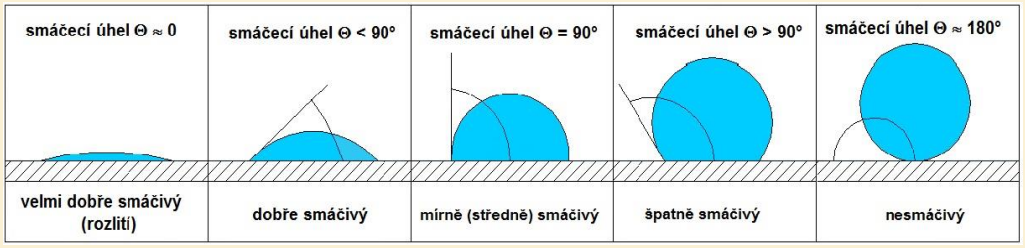 smáčecí úhel Θ ≈ 0
smáčecí úhel Θ < 90°
smáčecí úhel Θ = 90°
smáčecí úhel Θ > 90°
smáčecí úhel Θ ≈ 180°
velmi dobře smáčivý
(rozlití)
dobře smáčivý
mírně (středně) smáčivý
špatně smáčivý
nesmáčivý